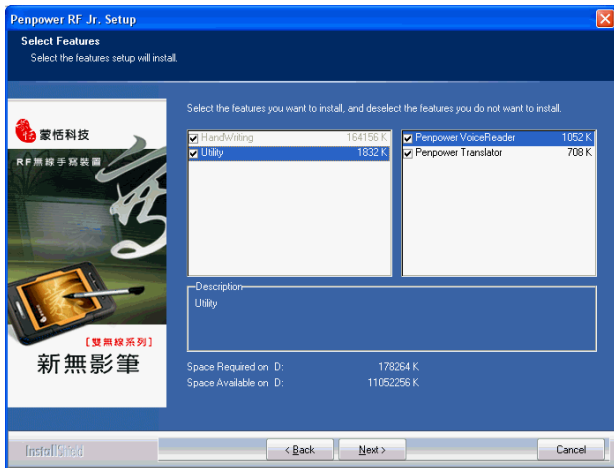 Penpower RF Jr. Setup
Select Features
Select the features setup will install.
Select the features you want to install, and deselect the features you do not want to install.
蒙恬科技
RF無線手寫裝置
HandWriting 164156 K
Utility 1832 K
Penpower VoiceReader 1052 K
Penpower Translator 708 K
Description
Utility
[雙無線系列]
新無影筆
Space Required on D: 178264 K
Space Available on D: 11052256 K
InstallShield
< Back
Next >
Cancel